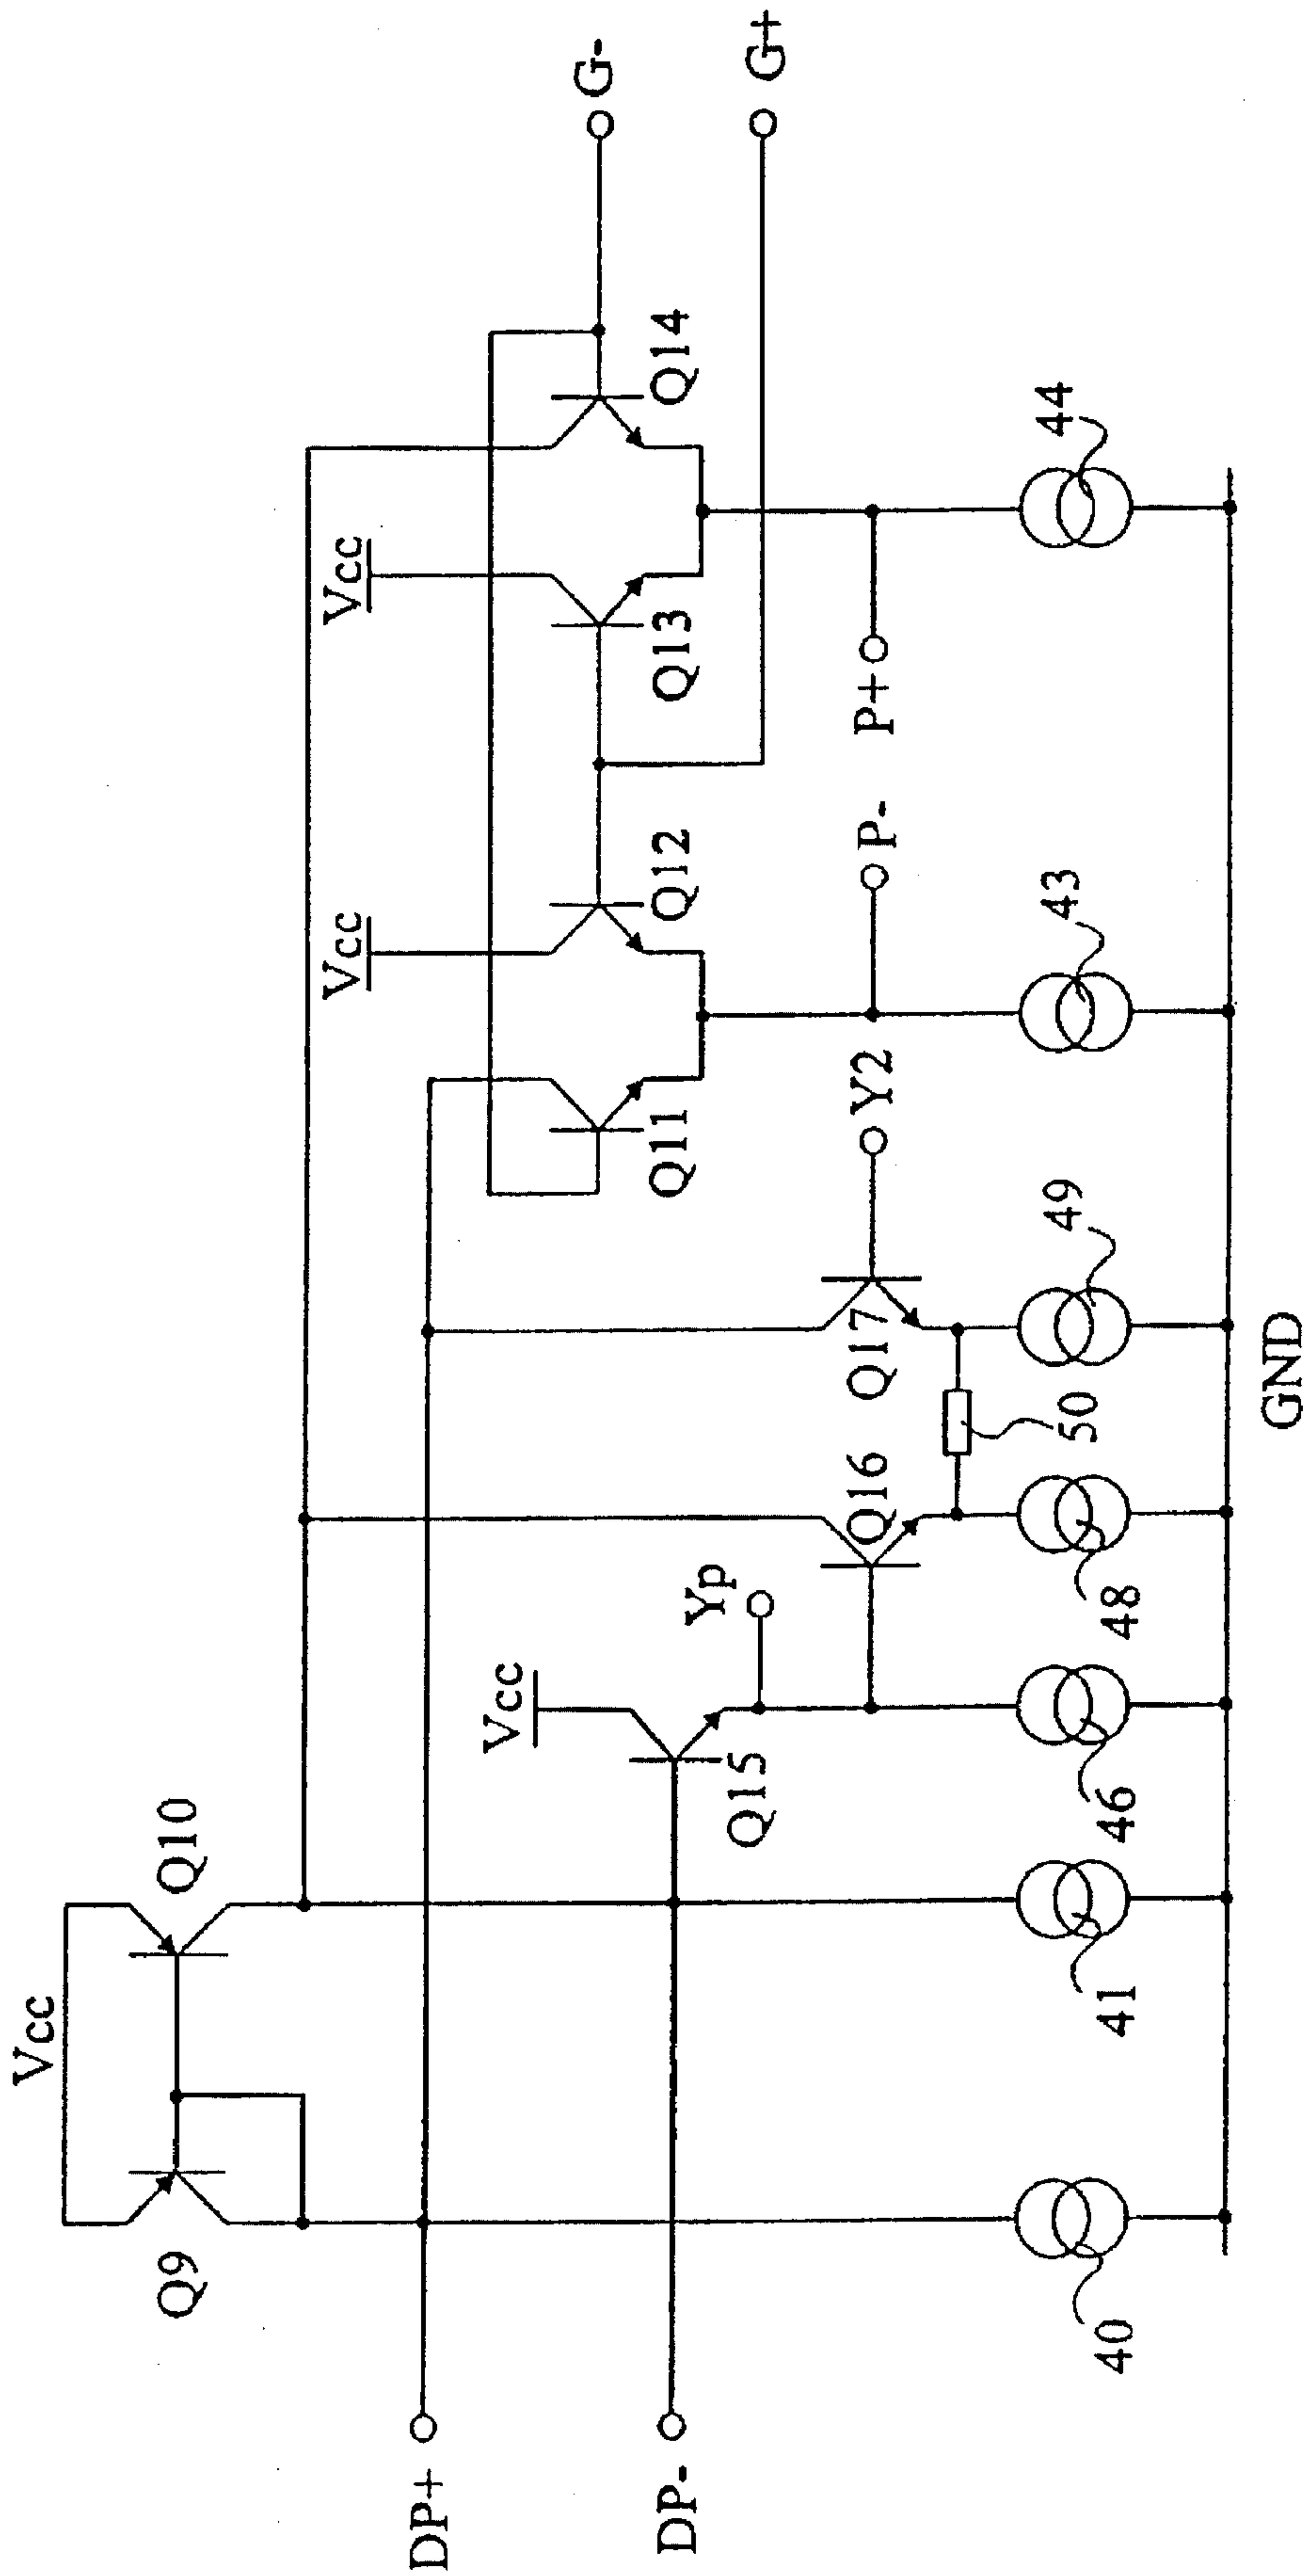 Vcc
Q9
Q10
Vcc
Vcc
G-
DP+
Vcc
Yp
Q11
Q12
Q13
Q14
G+
DP-
Q15
Q16
Q17
Y2
P-
P+
50
40
41
46
48
49
43
44
GND